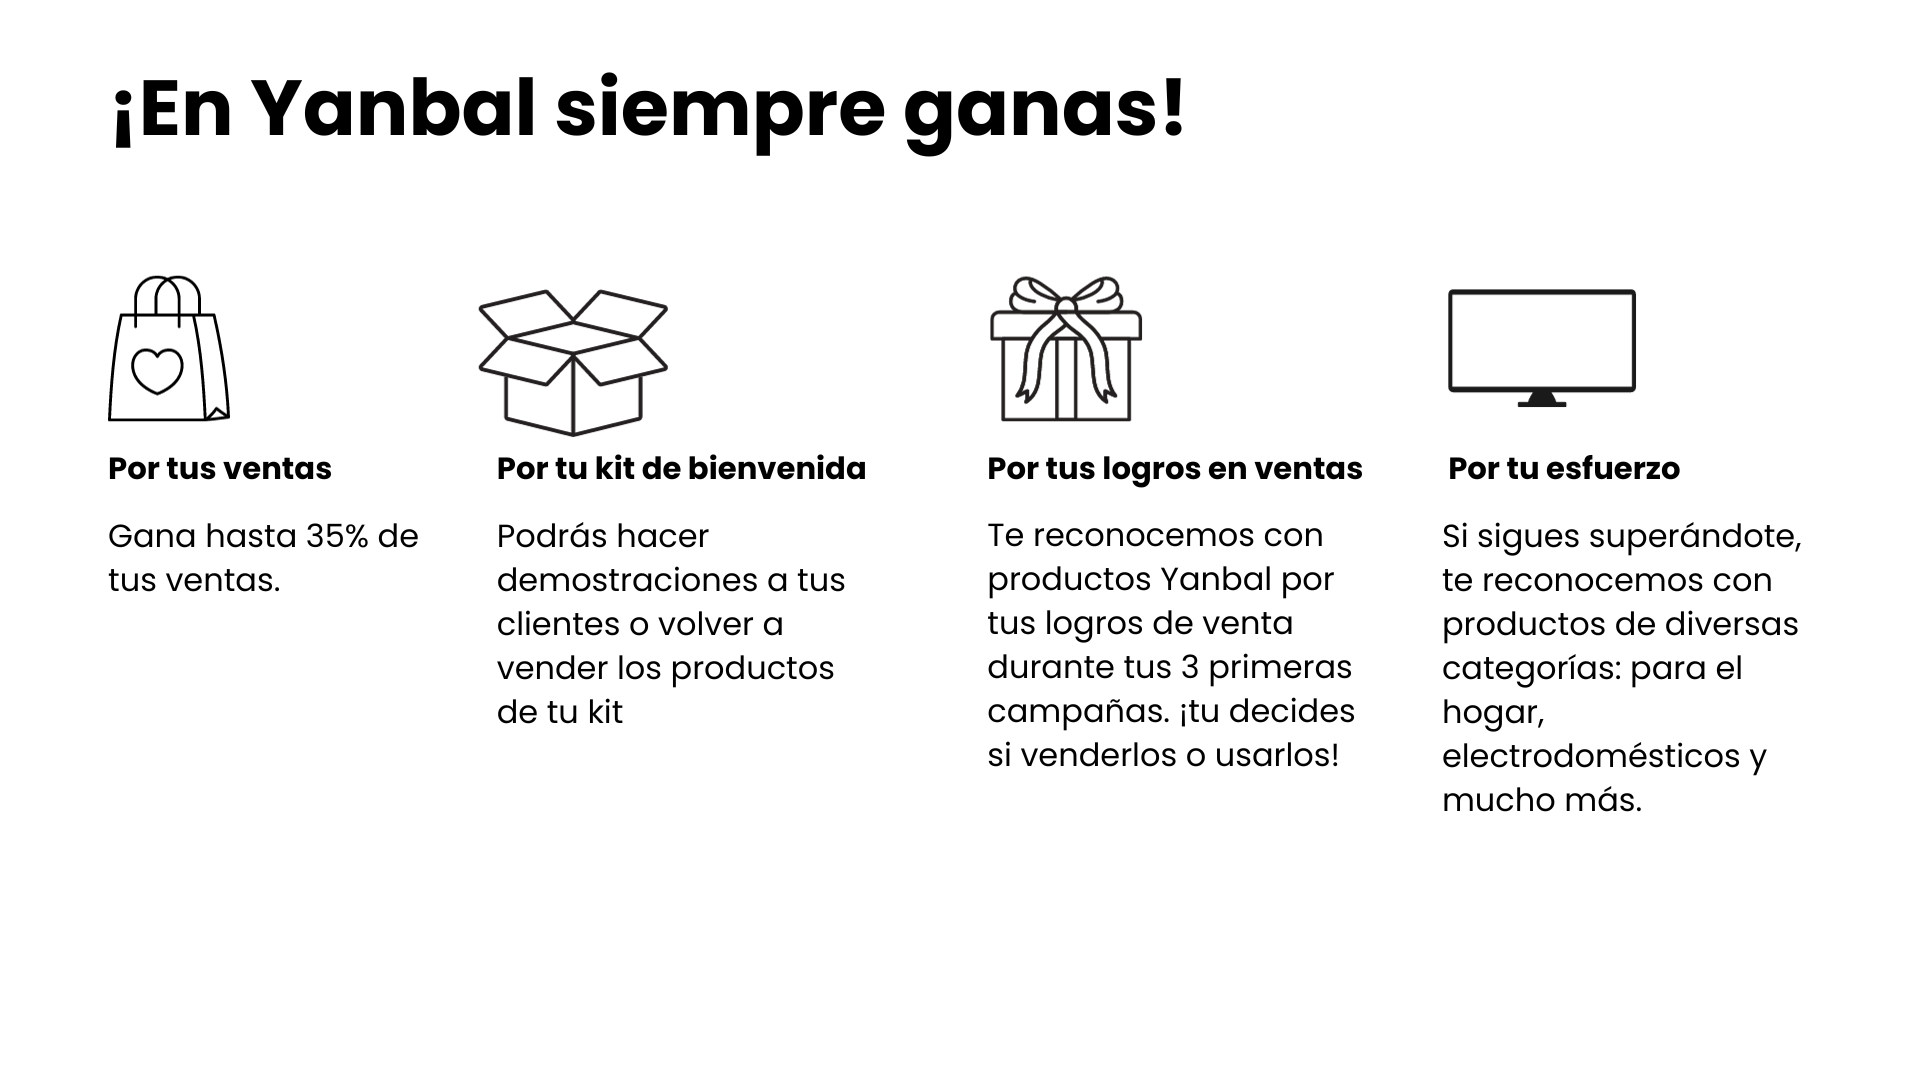 ¡En Yanbal siempre ganas!
Por tus ventas
Gana hasta 35% de
tus ventas.
Por tu kit de bienvenida
Podrás hacer
demostraciones a tus
clientes o volver a
vender los productos
de tu kit
Por tus logros en ventas
Te reconocemos con
productos Yanbal por
tus logros de venta
durante tus 3 primeras
campañas. ¡tu decides
si venderlos o usarlos!
Por tu esfuerzo
Si sigues superándote,
te reconocemos con
productos de diversas
categorías: para el
hogar,
electrodomésticos y
mucho más.